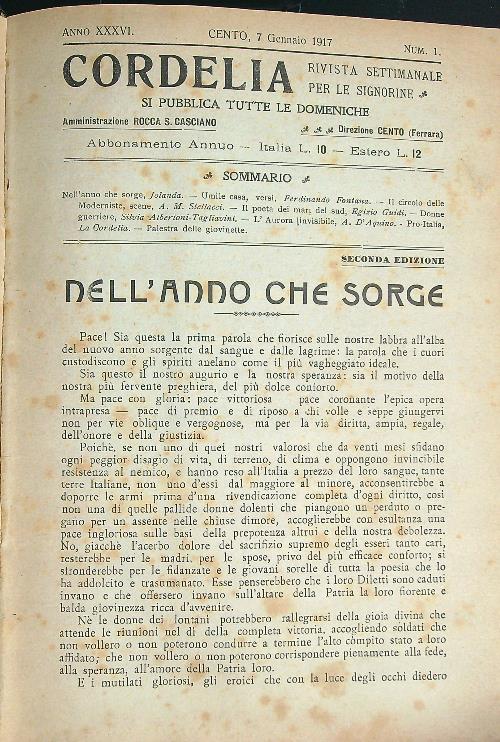 ANNO XXXVI.
CENTO, 7 Gennaio 1917
NUM. 1.
CORDELIA
RIVISTA SETTIMANALE
PER LE SIGNORINE
SI PUBBLICA TUTTE LE DOMENICHE
Amministrazione ROCCA S. CASCIANO
Direzione CENTO (Ferrara)
Abbonamento Annuo — Italia L. 10 — Estero L. 12
SOMMARIO
Nell'anno che sorge, Jolanda. — Umile casa, versi, Ferdinando Fontana. — Il circolo delle
Moderniste, scene, A. M. Stellacci. — Il poeta dei mari del sud, Egizio Guidi. — Donne
guerriere, Silvia Albertoni-Tagliavini. — L'Aurora invisibile, A. D'Aquino. - Pro-Italia,
La Cordelia. — Palestra delle giovinette.
SECONDA EDIZIONE
NELL'ANNO CHE SORGE
Pace! Sia questa la prima parola che fiorisce sulle nostre labbra all'alba
del nuovo anno sorgente dal sangue e dalle lagrime: la parola che i cuori
custodiscono e gli spiriti anelano come il più vagheggiato ideale.
Sia questo il nostro augurio e la nostra speranza: sia il motivo della
nostra più fervente preghiera, del più dolce conforto.
Ma pace con gloria: pace vittoriosa pace coronante l'epica opera
intrapresa — pace di premio e di riposo a chi volle e seppe giungervi
non per vie oblique e vergognose, ma per la via diritta, ampia, regale,
dell'onore e della giustizia.
Poichè, se non uno di quei nostri valorosi che da venti mesi sfidano
ogni peggior disagio di vita, di terreno, di clima e oppongono invincibile
resistenza al nemico, e hanno reso all'Italia a prezzo del loro sangue, tante
terre italiane, non uno d'essi dal maggiore al minore, acconsentirebbe a
doporre le armi prima d'una rivendicazione completa d'ogni diritto, così
non una di quelle pallide donne dolenti che piangono un perduto o pre-
gano per un assente nelle chiuse dimore, accoglierebbe con esultanza una
pace ingloriosa sulle basi della prepotenza altrui e della nostra debolezza.
No, giacchè l'acerbo dolore del sacrifizio supremo degli esseri tanto cari,
resterebbe per le madri, per le spose, privo del più efficace conforto; si
sfronderebbe per le fidanzate e le giovani sorelle di tutta la poesia che lo
ha addolcito e trasumanato. Esse penserebbero che i loro Diletti sono caduti
invano e che offersero invano sull'altare della Patria la loro fiorente e
balda giovinezza ricca d'avvenire.
Nè le donne dei lontani potrebbero rallegrarsi della gioia divina che
attende le riunioni nel dì della completa vittoria, accogliendo soldati che
non vollero o non poterono condurre a termine l'alto còmpito stato a loro
affidato; che non vollero o non poterono corrispondere pienamente alla fede,
alla speranza, all'amore della Patria loro.
E i mutilati gloriosi, gli eroici che con la luce degli occhi diedero